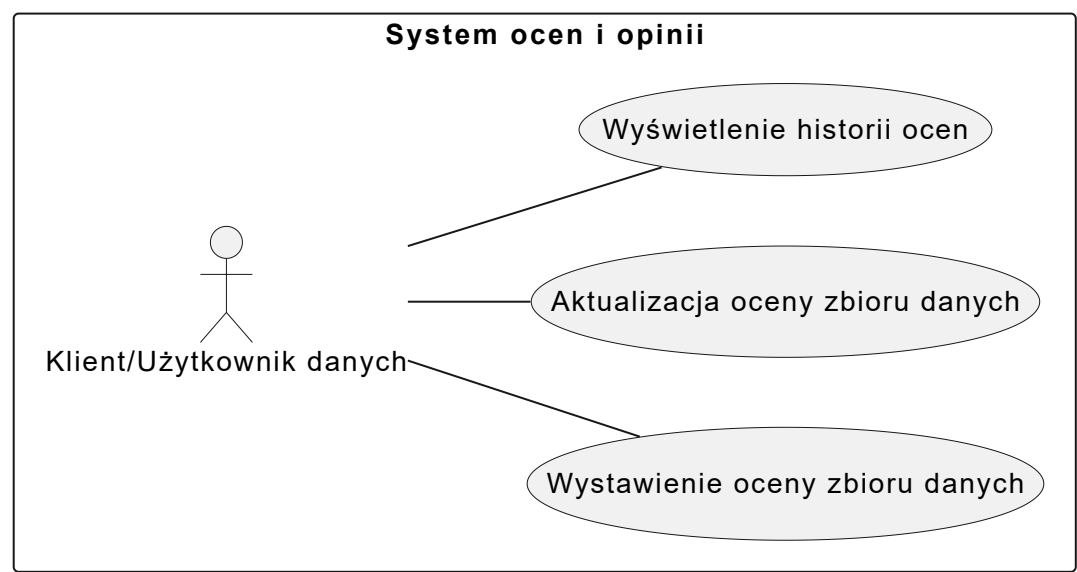 System ocen i opinii
Wyświetlenie historii ocen
Aktualizacja oceny zbioru danych
Klient/Użytkownik danych
Wystawienie oceny zbioru danych